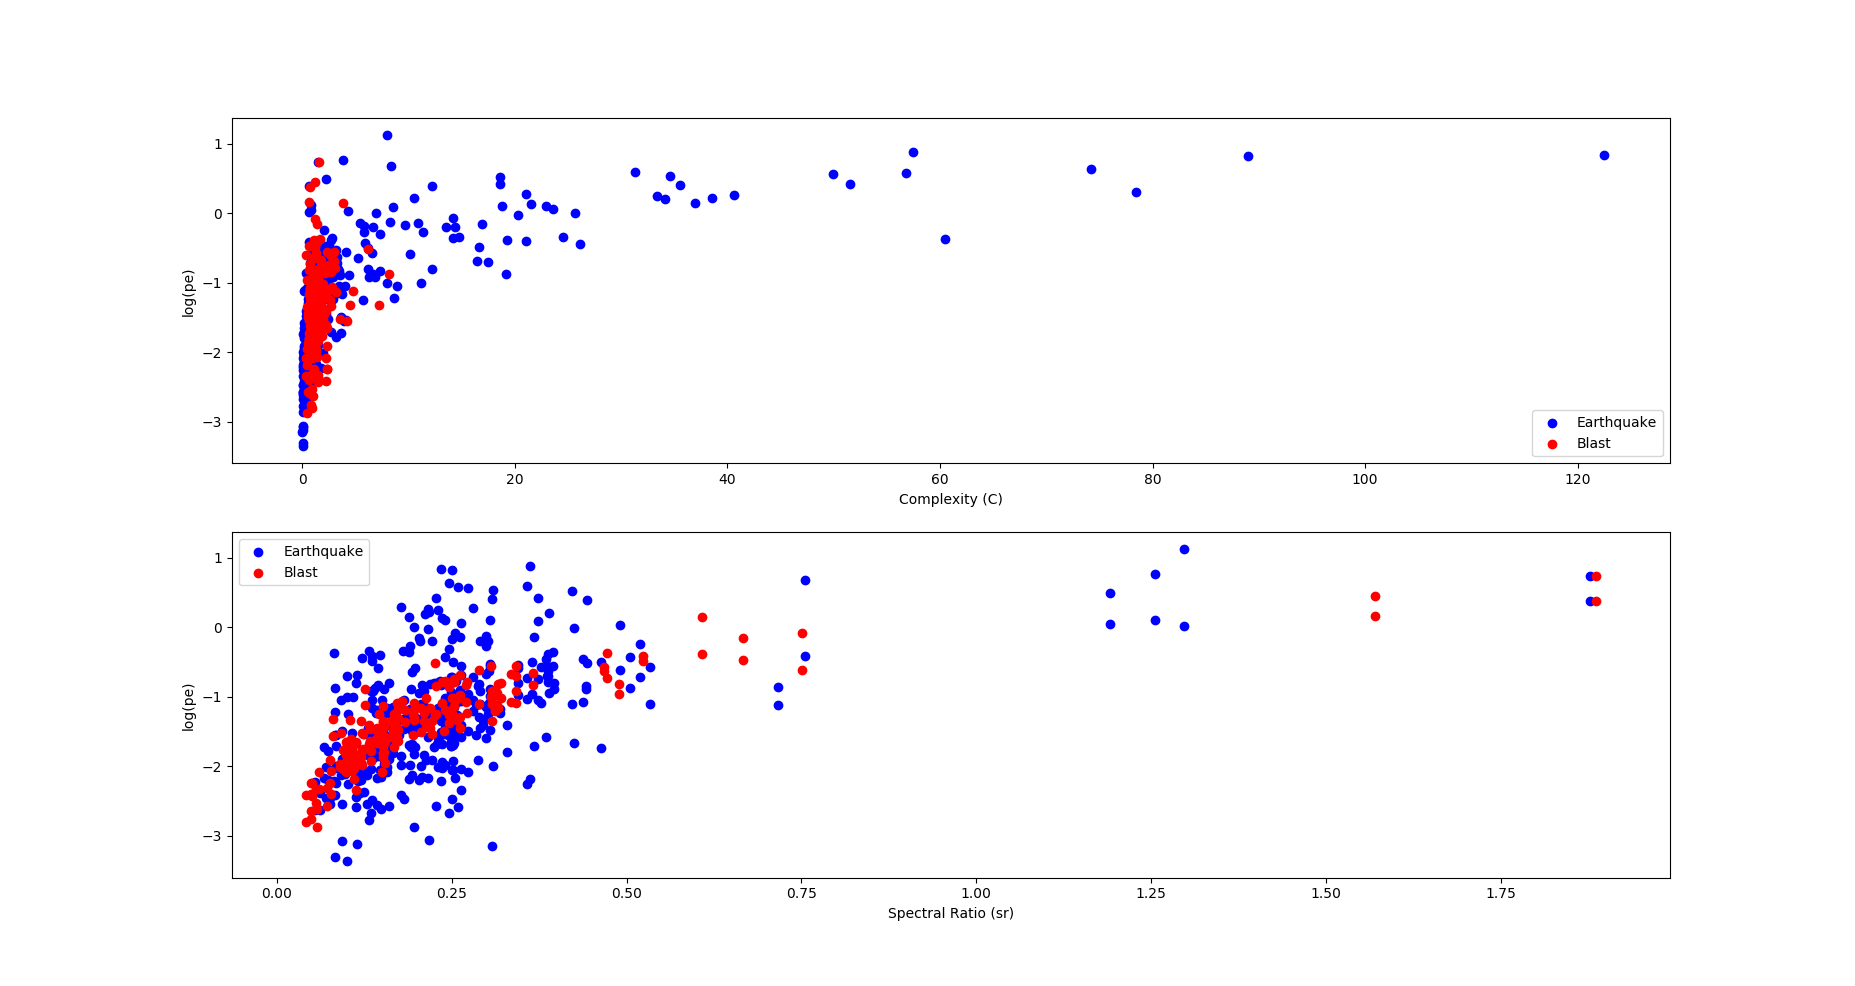 log(pe)
1
0
−1
−2
−3
Earthquake
Blast
0 20 40 60 80 100 120
Complexity (C)
Earthquake
Blast
log(pe)
1
0
−1
−2
−3
0.00 0.25 0.50 0.75 1.00 1.25 1.50 1.75
Spectral Ratio (sr)